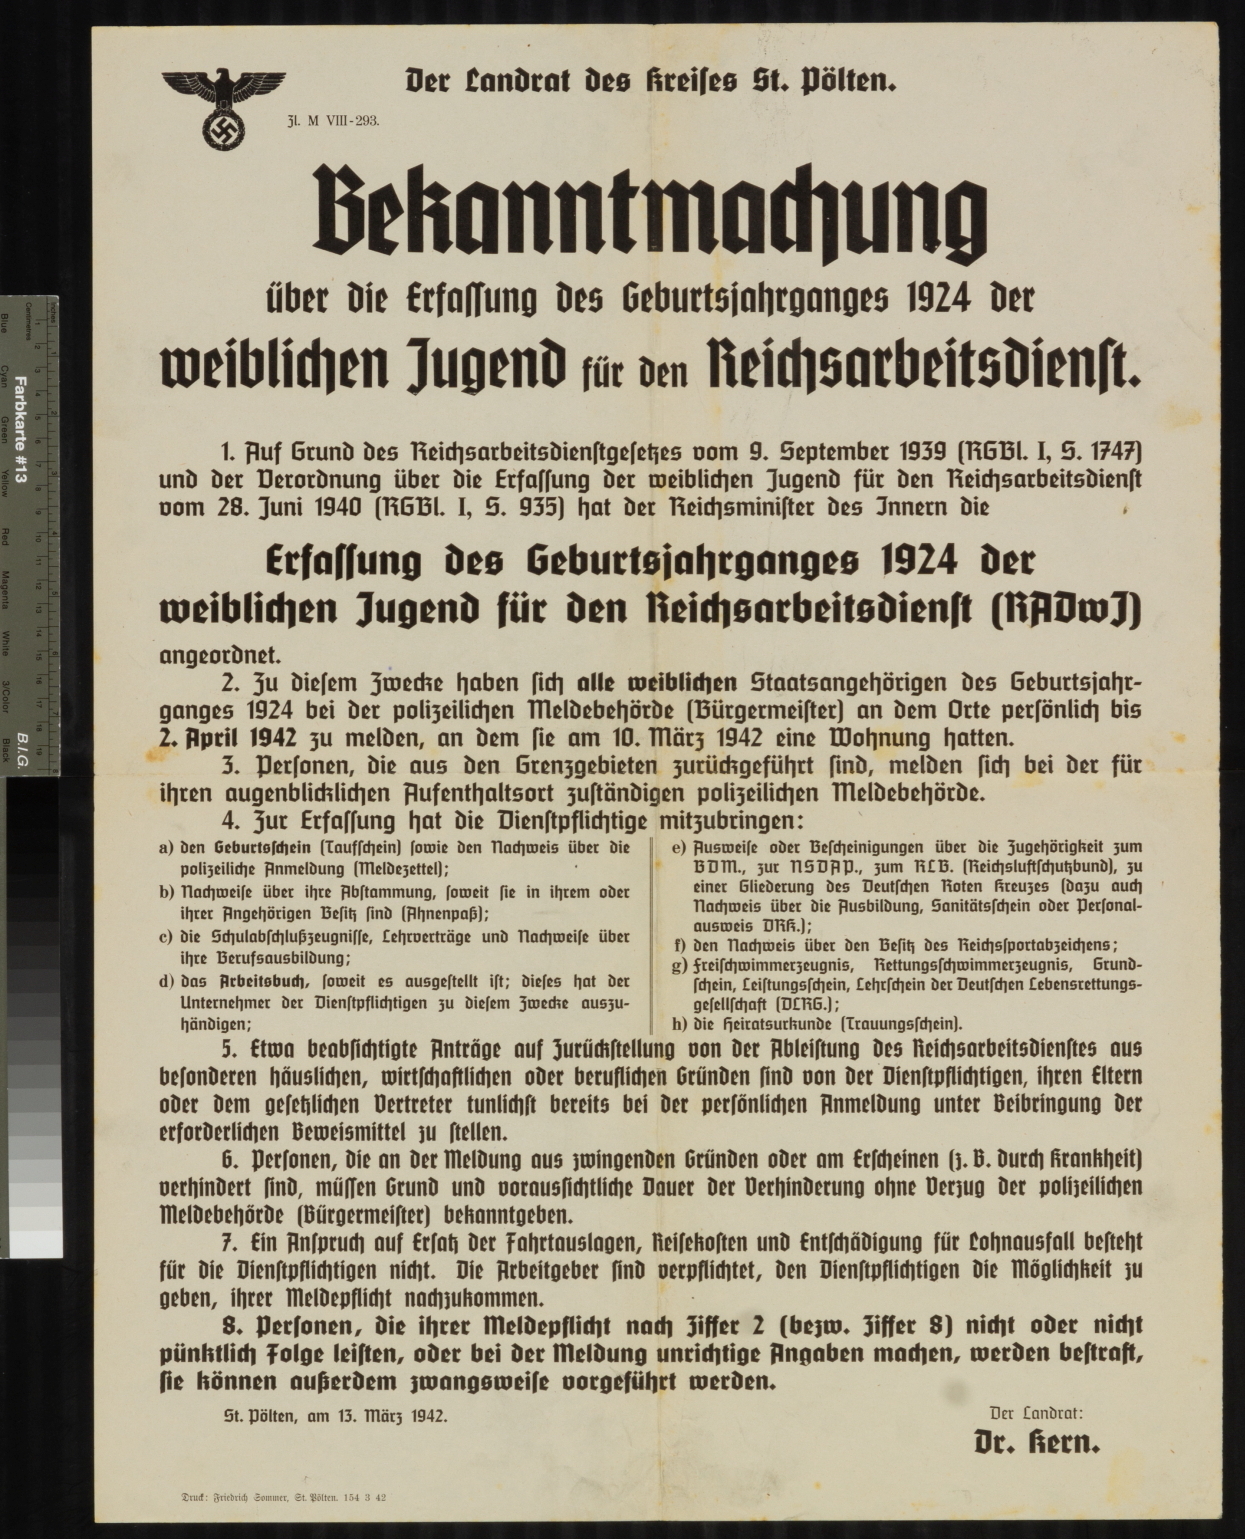 Der Landrat des Kreises St. Pölten.
Zl. M VIII-293.
Bekanntmachung
über die Erfassung des Geburtsjahrganges 1924 der
weiblichen Jugend für den Reichsarbeitsdienst.
1. Auf Grund des Reichsarbeitsdienstgesetzes vom 9. September 1939 (RGBl. I, S. 1747)
und der Verordnung über die Erfassung der weiblichen Jugend für den Reichsarbeitsdienst
vom 28. Juni 1940 (RGBl. I, S. 935) hat der Reichsminister des Innern die
Erfassung des Geburtsjahrganges 1924 der
weiblichen Jugend für den Reichsarbeitsdienst (RADwJ)
angeordnet.
2. Zu diesem Zwecke haben sich alle weiblichen Staatsangehörigen des Geburtsjahr-
ganges 1924 bei der polizeilichen Meldebehörde (Bürgermeister) an dem Orte persönlich bis
2. April 1942 zu melden, an dem sie am 10. März 1942 eine Wohnung hatten.
3. Personen, die aus den Grenzgebieten zurückgeführt sind, melden sich bei der für
ihren augenblicklichen Aufenthaltsort zuständigen polizeilichen Meldebehörde.
4. Zur Erfassung hat die Dienstpflichtige mitzubringen:
a) den Geburtsschein (Taufschein) sowie den Nachweis über die
polizeiliche Anmeldung (Meldezettel);
b) Nachweise über ihre Abstammung, soweit sie in ihrem oder
ihrer Angehörigen Besitz sind (Ahnenpaß);
c) die Schulabschlußzeugnisse, Lehrverträge und Nachweise über
ihre Berufsausbildung;
d) das Arbeitsbuch, soweit es ausgestellt ist; dieses hat der
Unternehmer der Dienstpflichtigen zu diesem Zwecke auszu-
händigen;
e) Ausweise oder Bescheinigungen über die Zugehörigkeit zum
BDM., zur NSDAP., zum RLB. (Reichsluftschutzbund), zu
einer Gliederung des Deutschen Roten Kreuzes (dazu auch
Nachweis über die Ausbildung, Sanitätsschein oder Personal-
ausweis DRK.);
f) den Nachweis über den Besitz des Reichssportabzeichens;
g) Freischwimmerzeugnis, Rettungsschwimmerzeugnis, Grund-
schein, Leistungsschein, Lehrschein der Deutschen Lebensrettungs-
gesellschaft (DLRG.);
h) die Heiratsurkunde (Trauungsschein).
5. Etwa beabsichtigte Anträge auf Zurückstellung von der Ableistung des Reichsarbeitsdienstes aus
besonderen häuslichen, wirtschaftlichen oder beruflichen Gründen sind von der Dienstpflichtigen, ihren Eltern
oder dem gesetzlichen Vertreter tunlichst bereits bei der persönlichen Anmeldung unter Beibringung der
erforderlichen Beweismittel zu stellen.
6. Personen, die an der Meldung aus zwingenden Gründen oder am Erscheinen (z. B. durch Krankheit)
verhindert sind, müssen Grund und voraussichtliche Dauer der Verhinderung ohne Verzug der polizeilichen
Meldebehörde (Bürgermeister) bekanntgeben.
7. Ein Anspruch auf Ersatz der Fahrtauslagen, Reisekosten und Entschädigung für Lohnausfall besteht
für die Dienstpflichtigen nicht. Die Arbeitgeber sind verpflichtet, den Dienstpflichtigen die Möglichkeit zu
geben, ihrer Meldepflicht nachzukommen.
8. Personen, die ihrer Meldepflicht nach Ziffer 2 (bezw. Ziffer 8) nicht oder nicht
pünktlich Folge leisten, oder bei der Meldung unrichtige Angaben machen, werden bestraft,
sie können außerdem zwangsweise vorgeführt werden.
St. Pölten, am 13. März 1942.
Der Landrat:
Dr. Kern.
Druck: Friedrich Sommer, St. Pölten. 154 3 42
Farbkarte #13
B.I.G.
Inches
Centimetres
Blue
Cyan
Green
Yellow
Red
Magenta
White
3/Color
Black